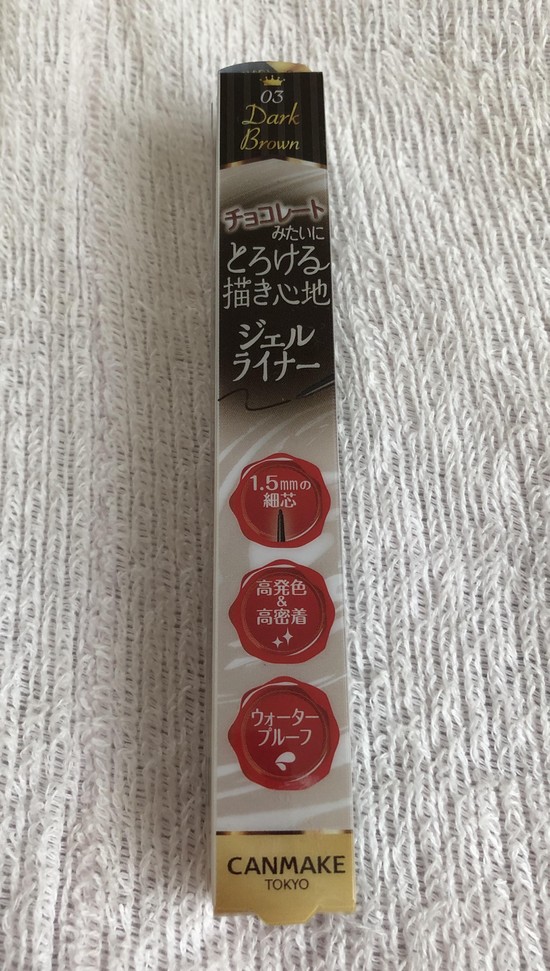 03
Dark
Brown
チョコレート
みたいに
とろける
描き心地
ジェル
ライナー
1.5mmの
細芯
高発色
&
高密着
ウォーター
プルーフ
CANMAKE
TOKYO